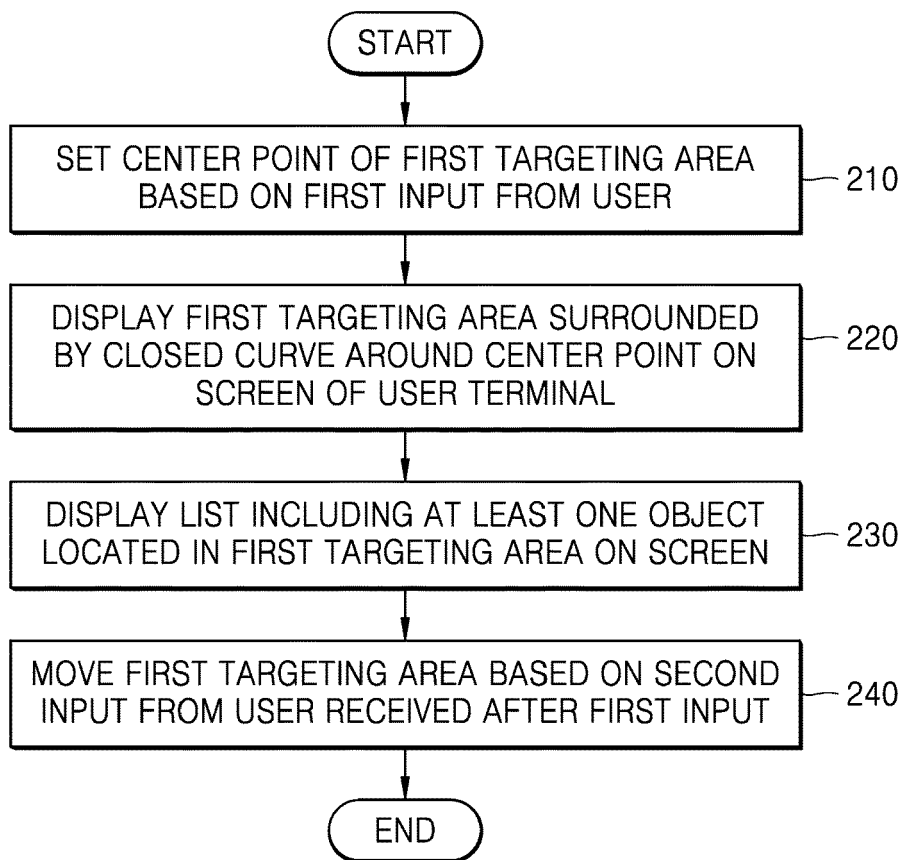 START
SET CENTER POINT OF FIRST TARGETING AREA
BASED ON FIRST INPUT FROM USER
210
DISPLAY FIRST TARGETING AREA SURROUNDED
BY CLOSED CURVE AROUND CENTER POINT ON
SCREEN OF USER TERMINAL
220
DISPLAY LIST INCLUDING AT LEAST ONE OBJECT
LOCATED IN FIRST TARGETING AREA ON SCREEN
230
MOVE FIRST TARGETING AREA BASED ON SECOND
INPUT FROM USER RECEIVED AFTER FIRST INPUT
240
END